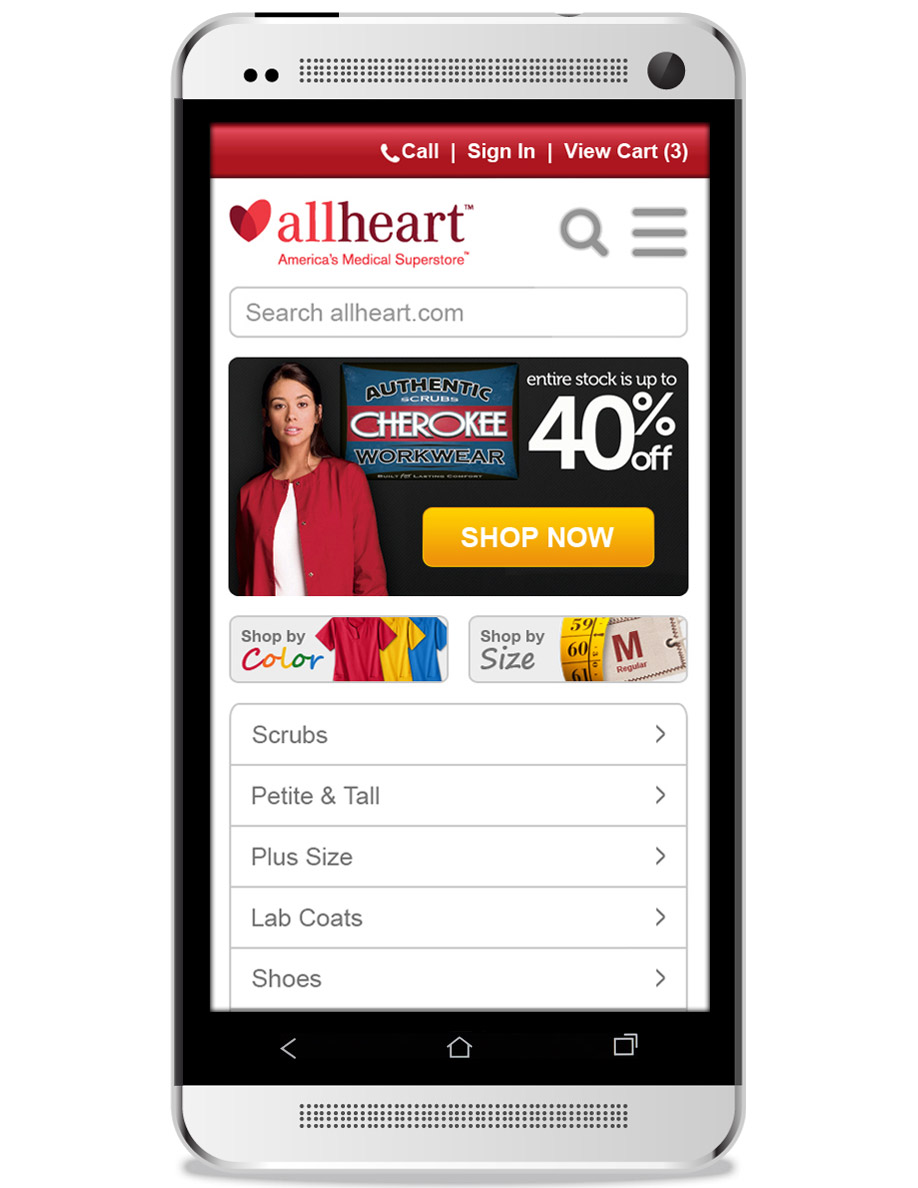 Call | Sign In | View Cart (3)
allheart™
America's Medical Superstore™
Search allheart.com
AUTHENTIC
SCRUBS
CHEROKEE
WORKWEAR
BUILT for LASTING COMFORT
entire stock is up to
40% off
SHOP NOW
Shop by
Color
Shop by
Size
59
60
61
M
Regular
Scrubs
Petite & Tall
Plus Size
Lab Coats
Shoes